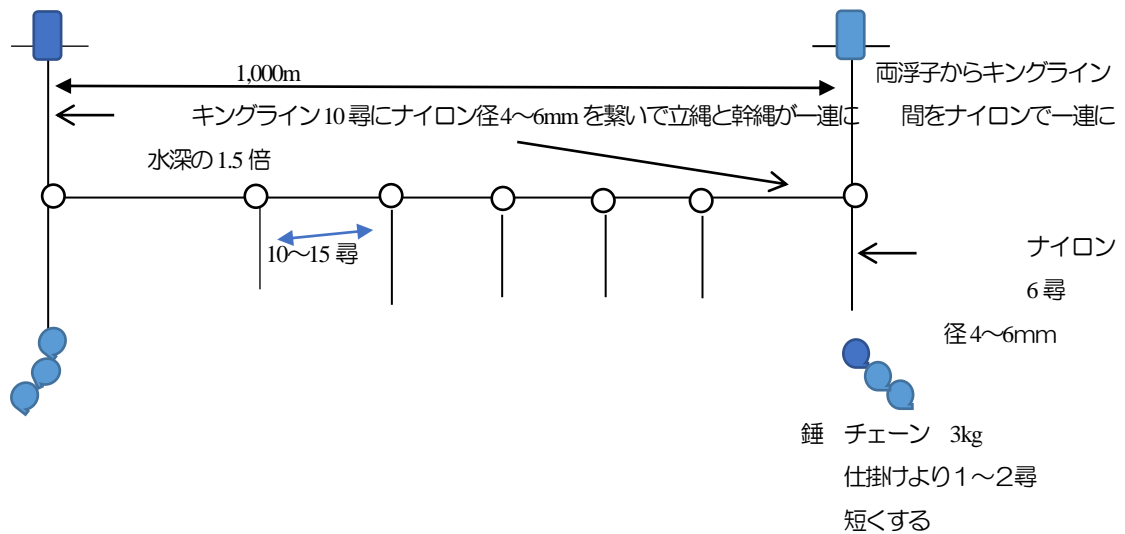 1,000m
両浮子からキングライン
キングライン10尋にナイロン径4~6mmを繋いで立縄と幹縄が一連に
間をナイロンで一連に
水深の1.5倍
10~15尋
ナイロン
6尋
径4~6mm
錘 チェーン 3kg
仕掛けより1~2尋
短くする